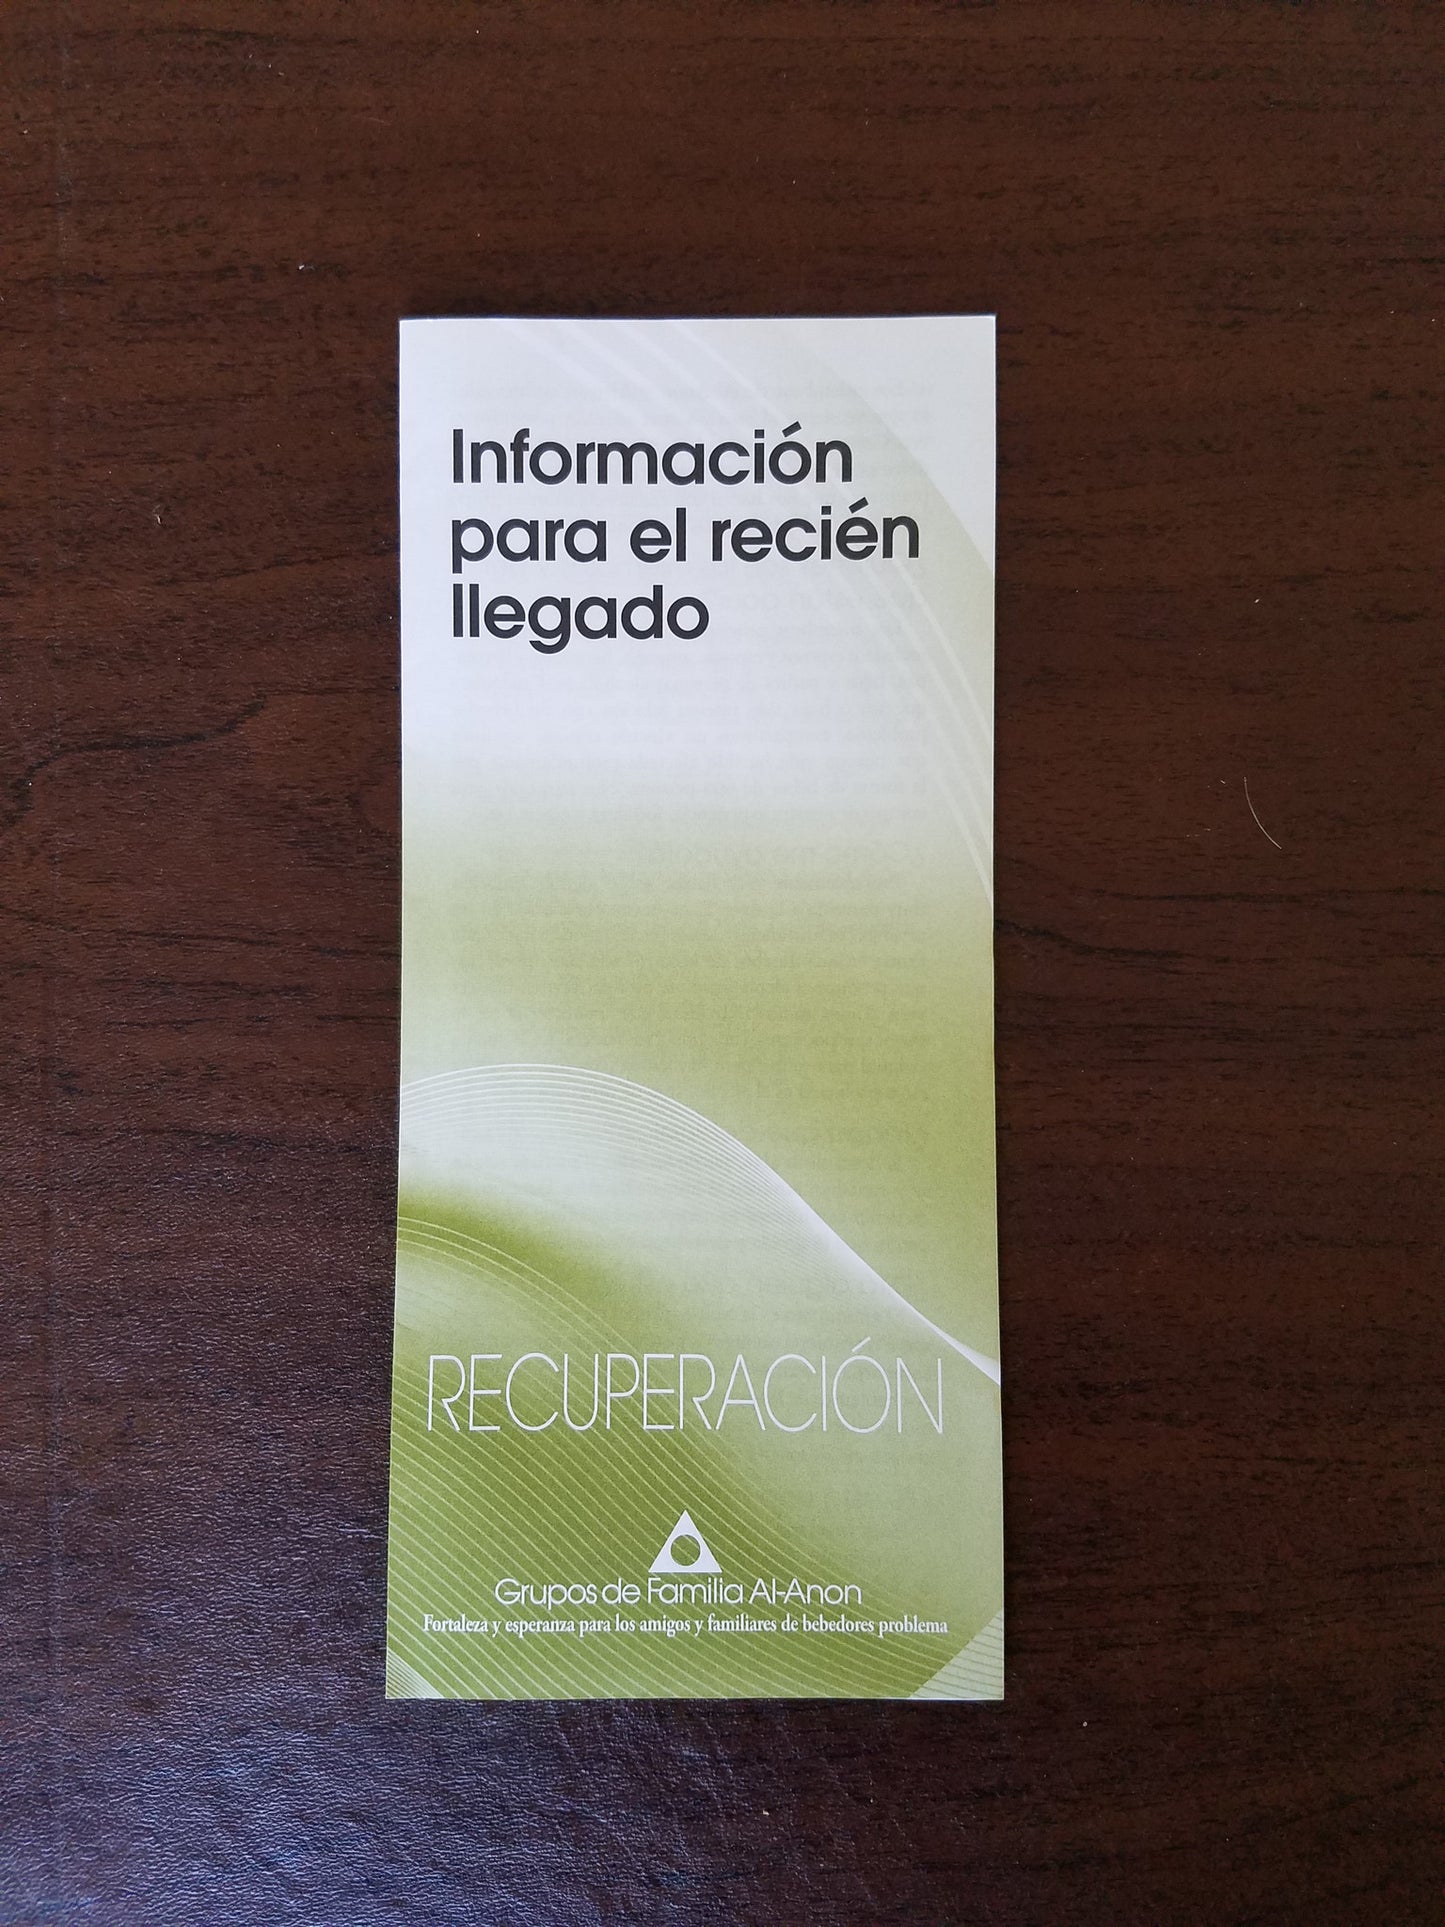 Información
para el recién
llegado
RECUPERACIÓN
Grupos de Familia Al-Anon
Fortaleza y esperanza para los amigos y familiares de bebedores problema